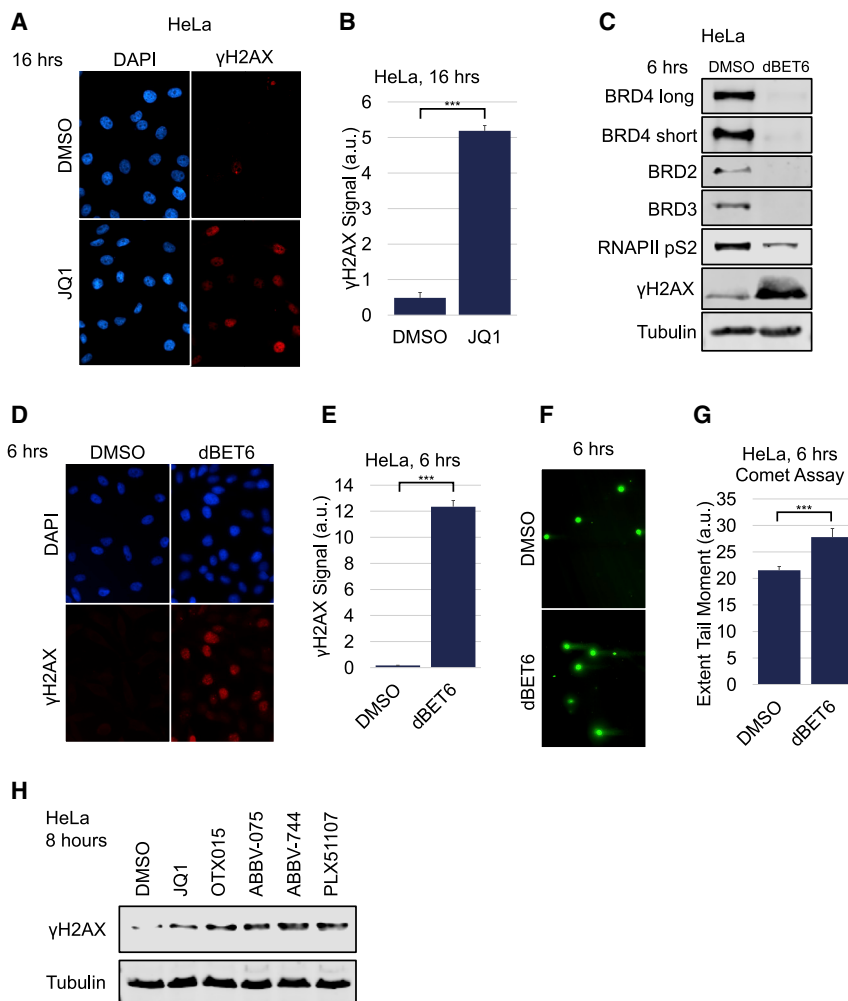 A
HeLa
16 hrs
DAPI
γH2AX
DMSO
JQ1
B
HeLa, 16 hrs
***
γH2AX Signal (a.u.)
6
5
4
3
2
1
0
DMSO
JQ1
C
HeLa
6 hrs
DMSO dBET6
BRD4 long
BRD4 short
BRD2
BRD3
RNAPII pS2
γH2AX
Tubulin
D
6 hrs
DMSO
dBET6
DAPI
γH2AX
E
HeLa, 6 hrs
***
γH2AX Signal (a.u.)
14
12
10
8
6
4
2
0
DMSO
dBET6
F
6 hrs
DMSO
dBET6
G
HeLa, 6 hrs
Comet Assay
***
Extent Tail Moment (a.u.)
35
30
25
20
15
10
5
0
DMSO
dBET6
H
HeLa
8 hours
DMSO
JQ1
OTX015
ABBV-075
ABBV-744
PLX51107
γH2AX
Tubulin